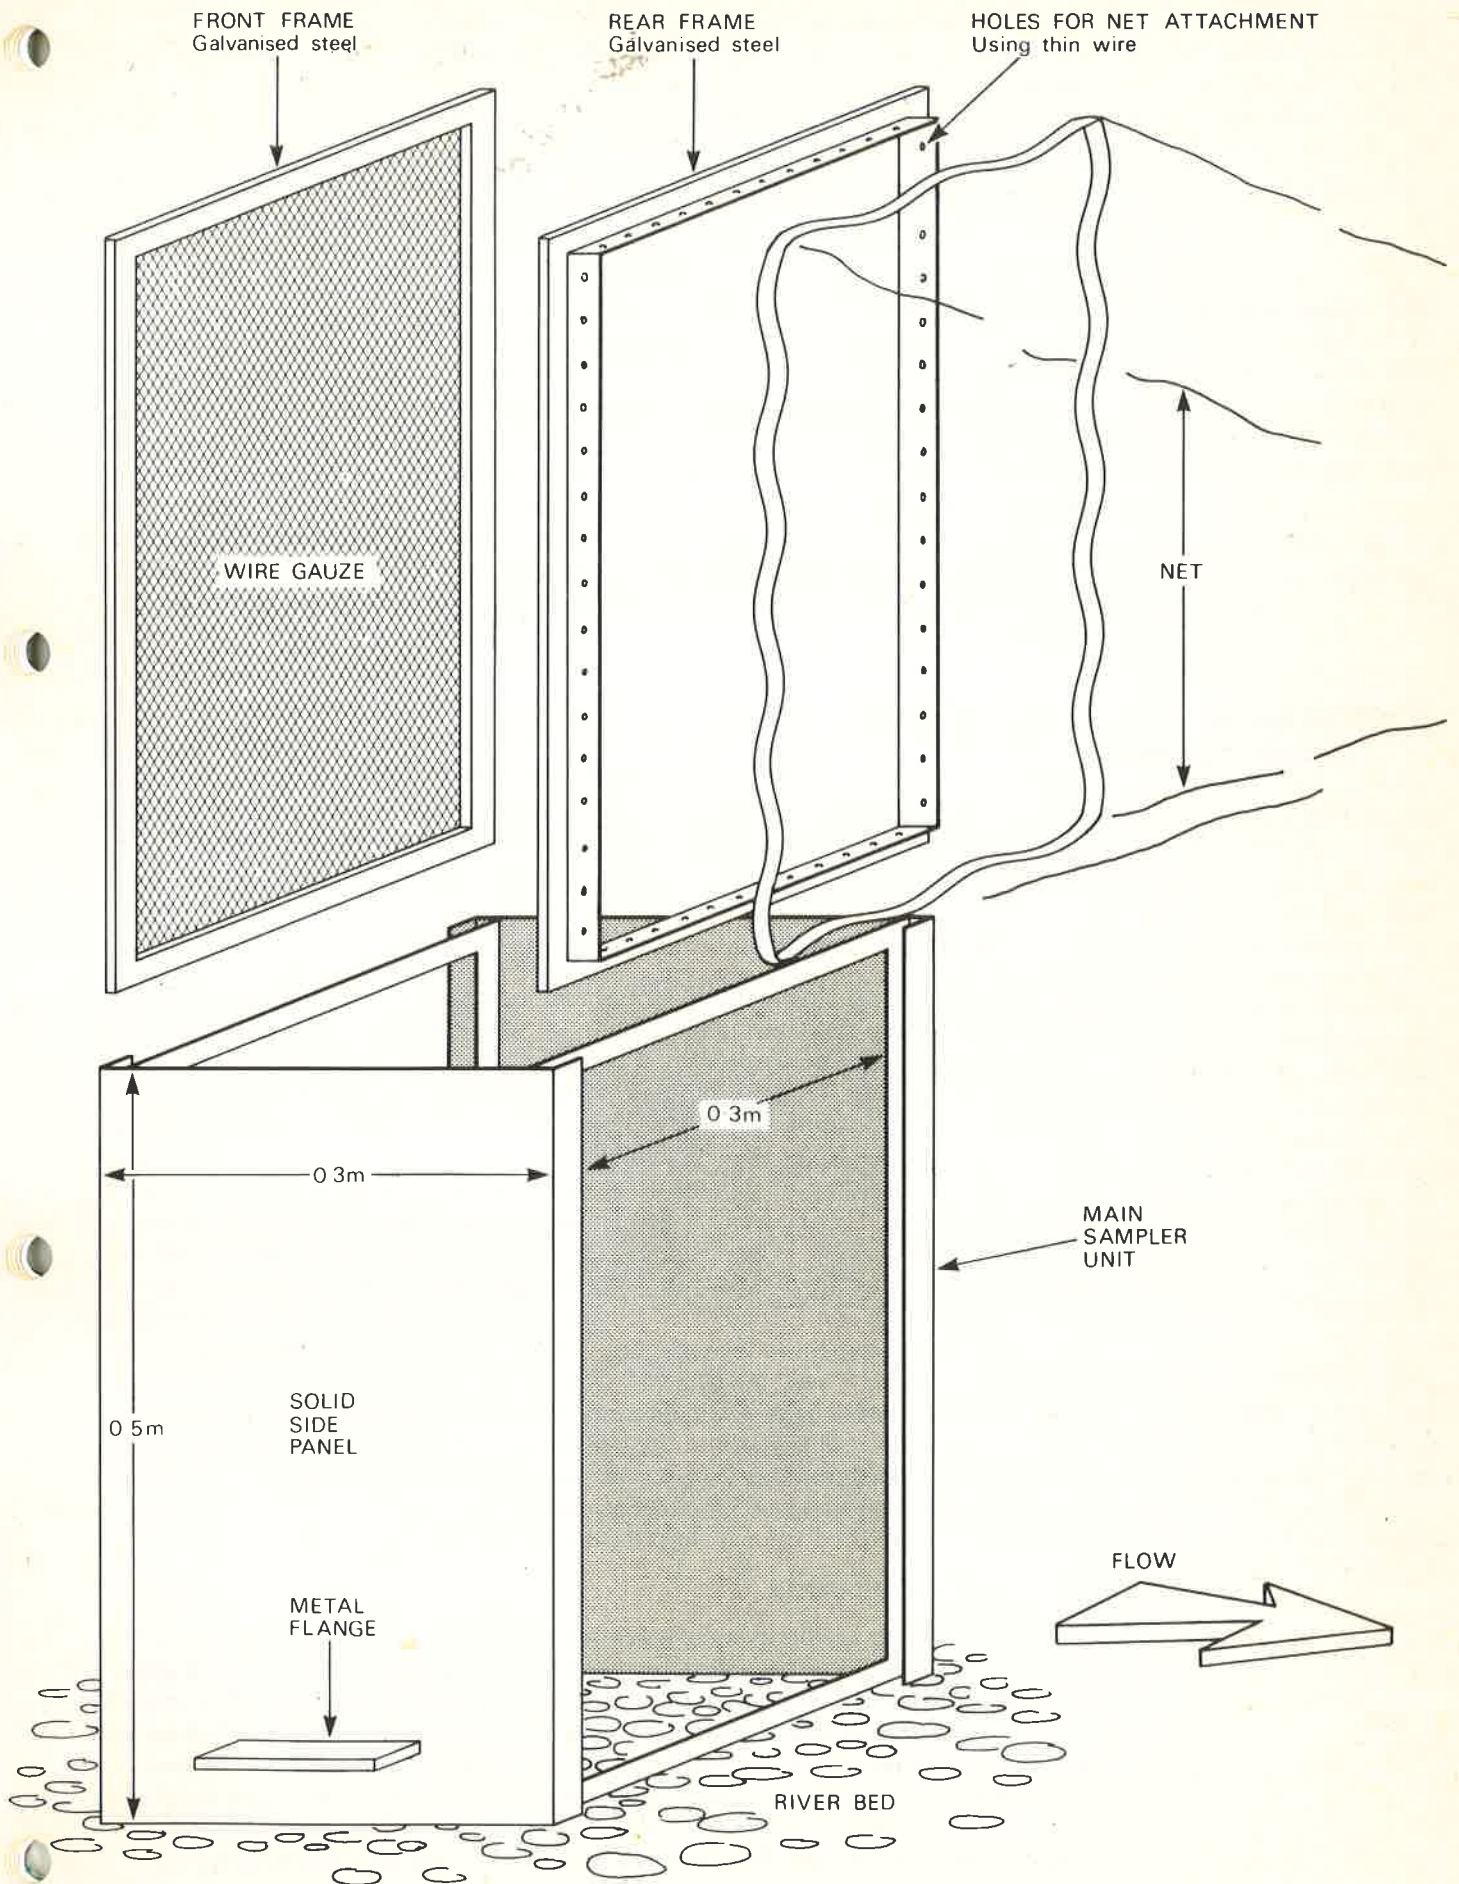 FRONT FRAME
Galvanised steel
REAR FRAME
Galvanised steel
HOLES FOR NET ATTACHMENT
Using thin wire
WIRE GAUZE
NET
0·3m
0 3m
MAIN
SAMPLER
UNIT
SOLID
SIDE
PANEL
0 5m
FLOW
METAL
FLANGE
RIVER BED